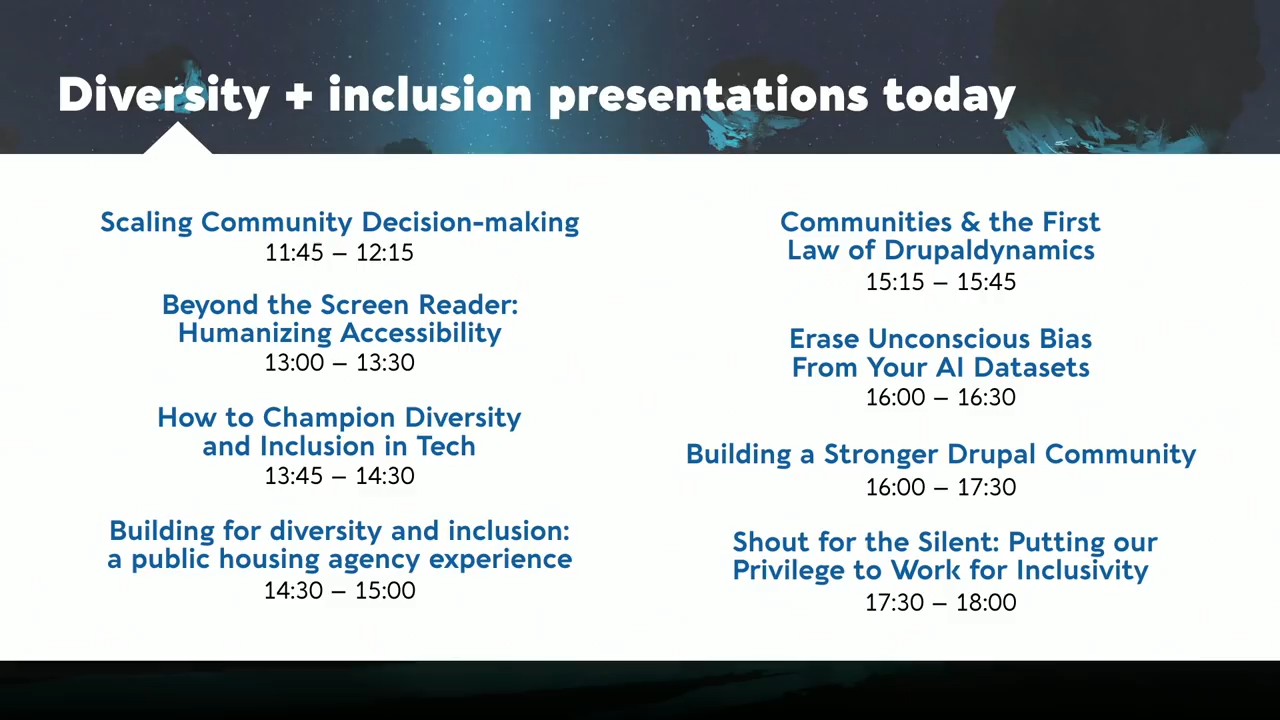 Diversity + inclusion presentations today
Scaling Community Decision-making
11:45 – 12:15
Beyond the Screen Reader:
Humanizing Accessibility
13:00 – 13:30
How to Champion Diversity
and Inclusion in Tech
13:45 – 14:30
Building for diversity and inclusion:
a public housing agency experience
14:30 – 15:00
Communities & the First
Law of Drupaldynamics
15:15 – 15:45
Erase Unconscious Bias
From Your AI Datasets
16:00 – 16:30
Building a Stronger Drupal Community
16:00 – 17:30
Shout for the Silent: Putting our
Privilege to Work for Inclusivity
17:30 – 18:00